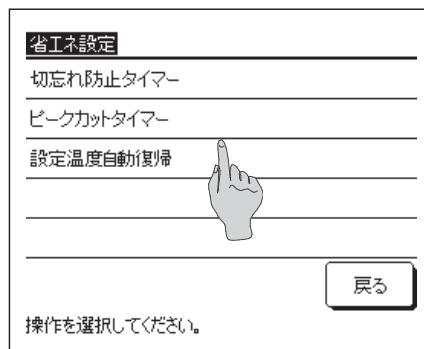 省エネ設定
切忘れ防止タイマー
ピークカットタイマー
設定温度自動復帰
戻る
操作を選択してください。